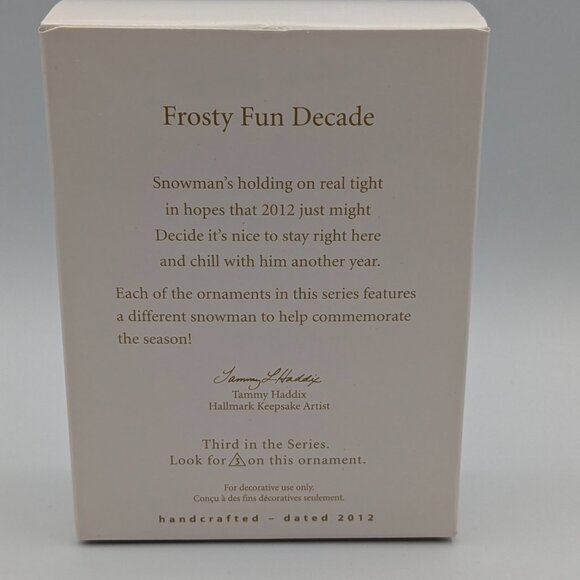 Frosty Fun Decade
Snowman's holding on real tight
in hopes that 2012 just might
Decide it's nice to stay right here
and chill with him another year.
Each of the ornaments in this series features
a different snowman to help commemorate
the season!
Tammy L Haddix
Tammy Haddix
Hallmark Keepsake Artist
Third in the Series.
Look for 3 on this ornament.
For decorative use only.
Conçu à des fins décoratives seulement.
handcrafted – dated 2012